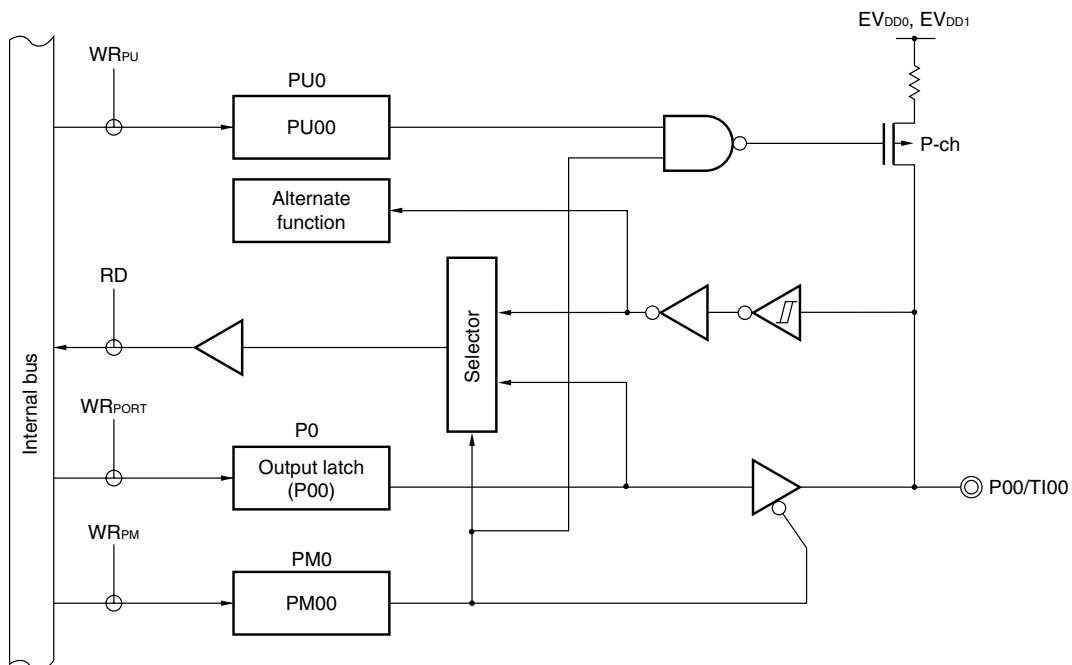 EVDD0, EVDD1
WRPU
PU0
PU00
P-ch
Alternate
function
RD
Selector
Internal bus
WRPORT
P0
Output latch
(P00)
P00/TI00
WRPM
PM0
PM00